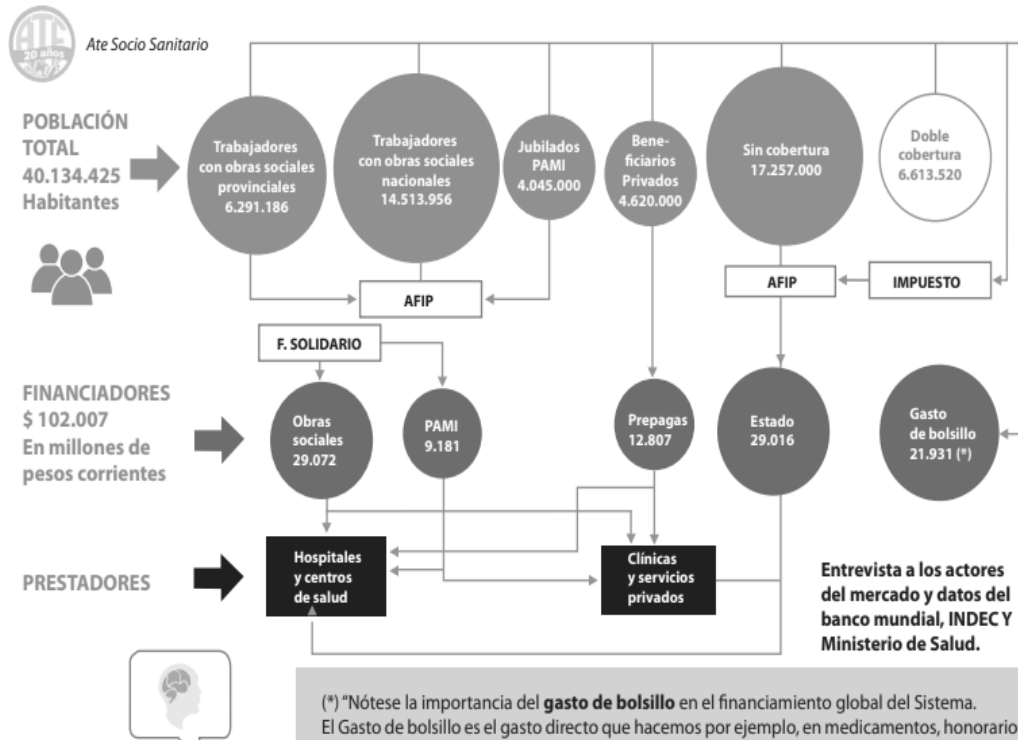 ATE
20 años
Ate Socio Sanitario
POBLACIÓN
TOTAL
40.134.425
Habitantes
Trabajadores
con obras sociales
provinciales
6.291.186
Trabajadores
con obras sociales
nacionales
14.513.956
Jubilados
PAMI
4.045.000
Bene-
ficiarios
Privados
4.620.000
Sin cobertura
17.257.000
Doble
cobertura
6.613.520
AFIP
AFIP
IMPUESTO
F. SOLIDARIO
FINANCIADORES
$ 102.007
En millones de
pesos corrientes
Obras
sociales
29.072
PAMI
9.181
Prepagas
12.807
Estado
29.016
Gasto
de bolsillo
21.931 (*)
PRESTADORES
Hospitales
y centros
de salud
Clínicas
y servicios
privados
Entrevista a los actores
del mercado y datos del
banco mundial, INDEC Y
Ministerio de Salud.
(*) “Nótese la importancia del gasto de bolsillo en el financiamiento global del Sistema.
El Gasto de bolsillo es el gasto directo que hacemos por ejemplo, en medicamentos, honorario